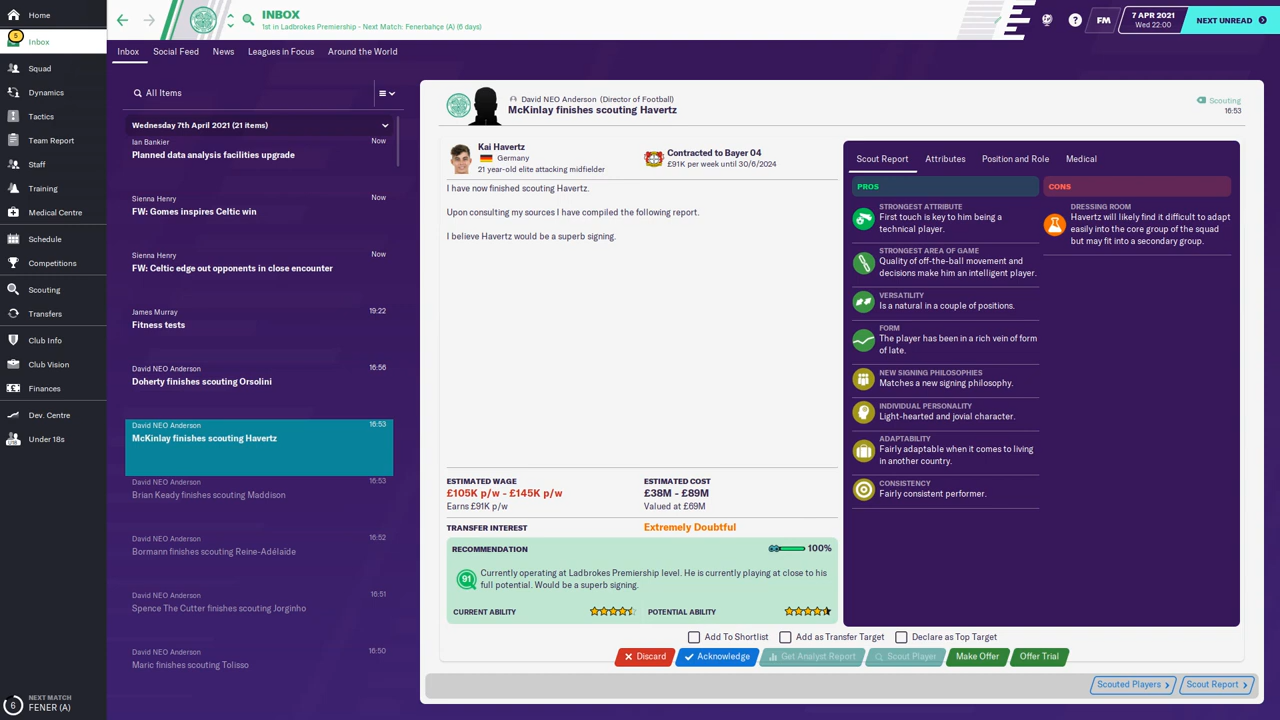 Home
5
Inbox
Squad
Dynamics
Tactics
Team Report
Staff
Training
Medical Centre
Schedule
Competitions
Scouting
Transfers
Club Info
Club Vision
Finances
Dev. Centre
Under 18s
6
NEXT MATCH
FENER (A)
INBOX
1st in Ladbrokes Premiership - Next Match: Fenerbahçe (A) (6 days)
?
FM
7 APR 2021
Wed 22:00
NEXT UNREAD
Inbox Social Feed News Leagues in Focus Around the World
All Items
Wednesday 7th April 2021 (21 items)
Ian Bankier Now
Planned data analysis facilities upgrade
Sienna Henry Now
FW: Gomes inspires Celtic win
Sienna Henry Now
FW: Celtic edge out opponents in close encounter
James Murray 19:22
Fitness tests
David NEO Anderson 16:56
Doherty finishes scouting Orsolini
David NEO Anderson 16:53
McKinlay finishes scouting Havertz
David NEO Anderson 16:53
Brian Keady finishes scouting Maddison
David NEO Anderson 16:52
Bormann finishes scouting Reine-Adélaïde
David NEO Anderson 16:51
Spence The Cutter finishes scouting Jorginho
David NEO Anderson 16:50
Maric finishes scouting Tolisso
David NEO Anderson (Director of Football)
McKinlay finishes scouting Havertz
Scouting
16:53
Kai Havertz
Germany
21 year-old elite attacking midfielder
Contracted to Bayer 04
£91K per week until 30/6/2024
I have now finished scouting Havertz.
Upon consulting my sources I have compiled the following report.
I believe Havertz would be a superb signing.
ESTIMATED WAGE
£105K p/w - £145K p/w
Earns £91K p/w
ESTIMATED COST
£38M - £89M
Valued at £69M
TRANSFER INTEREST Extremely Doubtful
RECOMMENDATION 100%
91
Currently operating at Ladbrokes Premiership level. He is currently playing at close to his
full potential. Would be a superb signing.
CURRENT ABILITY
POTENTIAL ABILITY
Scout Report Attributes Position and Role Medical
PROS
STRONGEST ATTRIBUTE
First touch is key to him being a
technical player.
STRONGEST AREA OF GAME
Quality of off-the-ball movement and
decisions make him an intelligent player.
VERSATILITY
Is a natural in a couple of positions.
FORM
The player has been in a rich vein of form
of late.
NEW SIGNING PHILOSOPHIES
Matches a new signing philosophy.
INDIVIDUAL PERSONALITY
Light-hearted and jovial character.
ADAPTABILITY
Fairly adaptable when it comes to living
in another country.
CONSISTENCY
Fairly consistent performer.
CONS
DRESSING ROOM
Havertz will likely find it difficult to adapt
easily into the core group of the squad
but may fit into a secondary group.
Add To Shortlist Add as Transfer Target Declare as Top Target
Discard Acknowledge Get Analyst Report Scout Player Make Offer Offer Trial
Scouted Players Scout Report